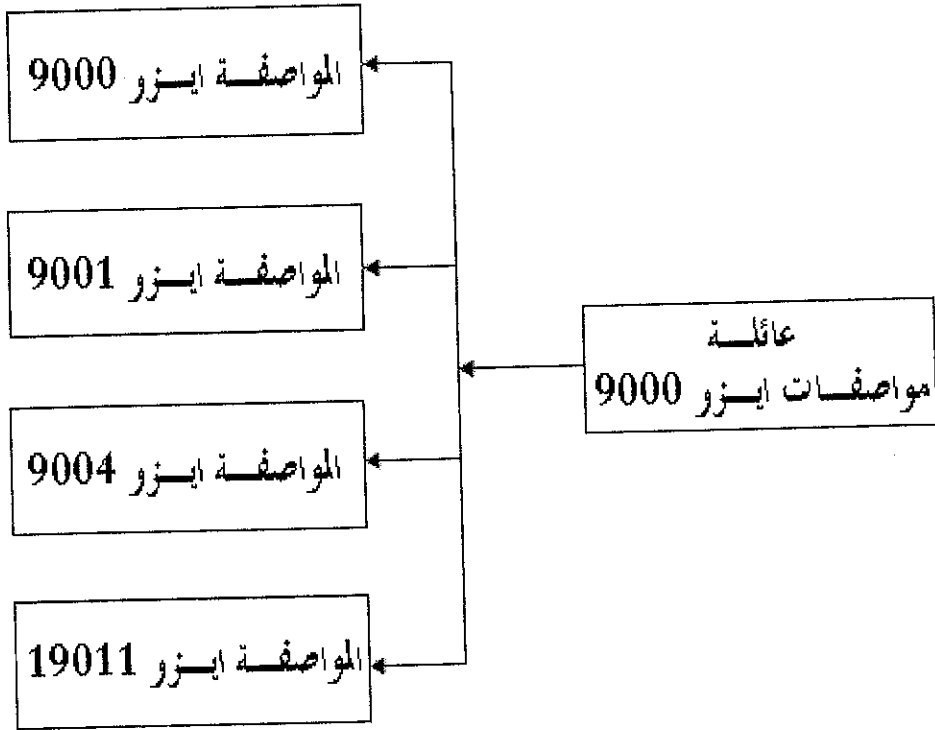 المواصفة ايزو 9000
المواصفة ايزو 9001
عائلة
مواصفات ايزو 9000
المواصفة ايزو 9004
المواصفة ايزو 19011